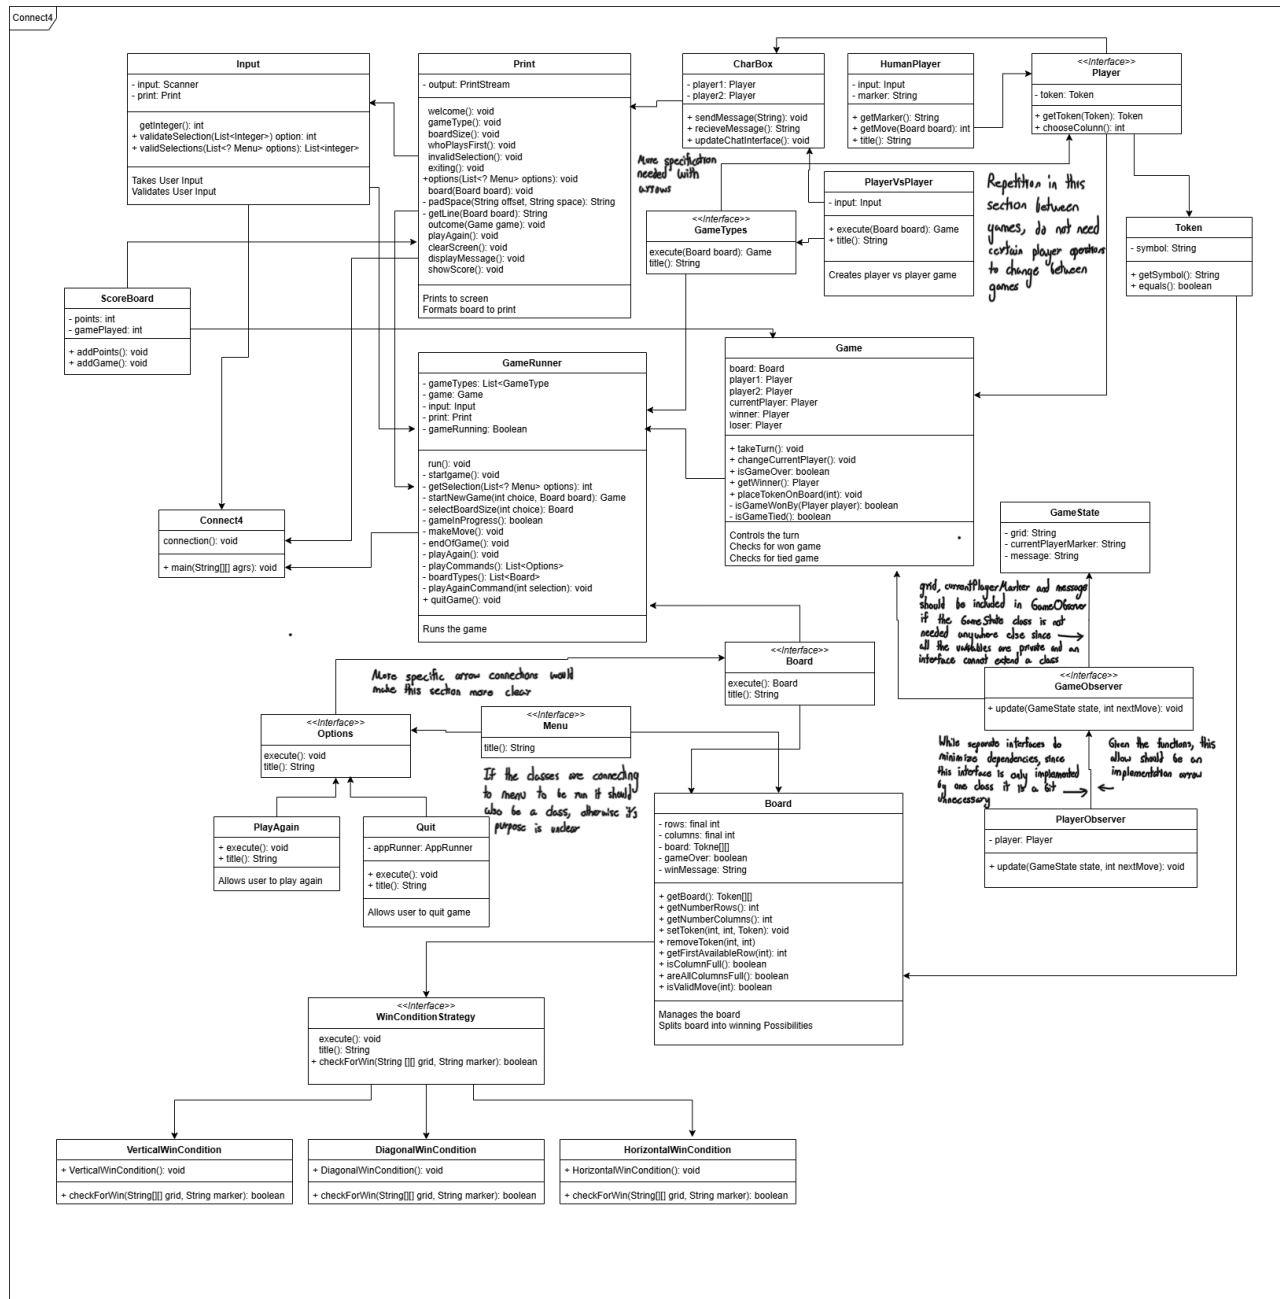 Connect4
Input
- input: Scanner
- print: Print
getInteger(): int
+ validateSelection(List<Integer>) option: int
+ validSelections(List<? Menu> options): List<integer>
Takes User Input
Validates User Input
Print
- output: PrintStream
welcome(): void
gameType(): void
boardSize(): void
whoPlaysFirst(): void
invalidSelection(): void
exiting(): void
+options(List<? Menu> options): void
board(Board board): void
- padSpace(String offset, String space): String
- getLine(Board board): String
outcome(Game game): void
playAgain(): void
clearScreen(): void
displayMessage(): void
showScore(): void
Prints to screen
Formats board to print
CharBox
- player1: Player
- player2: Player
+ sendMessage(String): void
+ recieveMessage(): String
+ updateChatInterface(): void
HumanPlayer
- input: Input
- marker: String
+ getMarker(): String
+ getMove(Board board): int
+ title(): String
<<Interface>>
Player
- token: Token
+ getToken(Token): Token
+ chooseColunn(): int
More specification
needed with
arrows
PlayerVsPlayer
- input: Input
+ execute(Board board): Game
+ title(): String
Creates player vs player game
Repetition in this
section between
games, do not need
certain player operations
to change between
games
<<Interface>>
GameTypes
execute(Board board): Game
title(): String
Token
- symbol: String
+ getSymbol(): String
+ equals(): boolean
ScoreBoard
- points: int
- gamePlayed: int
+ addPoints(): void
+ addGame(): void
GameRunner
- gameTypes: List<GameType
- game: Game
- input: Input
- print: Print
- gameRunning: Boolean
run(): void
- startgame(): void
- getSelection(List<? Menu> options): int
- startNewGame(int choice, Board board): Game
- selectBoardSize(int choice): Board
- gameInProgress(): boolean
- makeMove(): void
- endOfGame(): void
- playAgain(): void
- playCommands(): List<Options>
- boardTypes(): List<Board>
- playAgainCommand(int selection): void
+ quitGame(): void
Runs the game
Game
board: Board
player1: Player
player2: Player
currentPlayer: Player
winner: Player
loser: Player
+ takeTurn(): void
+ changeCurrentPlayer(): void
+ isGameOver: boolean
+ getWinner(): Player
+ placeTokenOnBoard(int): void
- isGameWonBy(Player player): boolean
- isGameTied(): boolean
Controls the turn
Checks for won game
Checks for tied game
Connect4
connection(): void
+ main(String[][] agrs): void
GameState
- grid: String
- currentPlayerMarker: String
- message: String
grid, currentPlayerMarker and message
should be included in GameObserver
if the GameState class is not
needed anywhere else since
all the variables are private and an
interface cannot extend a class
<<Interface>>
GameObserver
+ update(GameState state, int nextMove): void
<<Interface>>
Board
execute(): Board
title(): String
More specific arrow connections would
make this section more clear
<<Interface>>
Options
execute(): void
title(): String
<<Interface>>
Menu
title(): String
If the classes are connecting
to menu to be run it should
also be a class, otherwise it's
purpose is unclear
While separate interfaces do
minimize dependencies, since
this interface is only implemented
by one class it is a bit
unnecessary
Given the functions, this
allow should be an
implementation arrow
PlayerObserver
- player: Player
+ update(GameState state, int nextMove): void
PlayAgain
+ execute(): void
+ title(): String
Allows user to play again
Quit
- appRunner: AppRunner
+ execute(): void
+ title(): String
Allows user to quit game
Board
- rows: final int
- columns: final int
- board: Tokne[][]
- gameOver: boolean
- winMessage: String
+ getBoard(): Token[][]
+ getNumberRows(): int
+ getNumberColumns(): int
+ setToken(int, int, Token): void
+ removeToken(int, int)
+ getFirstAvailableRow(int): int
+ isColumnFull(): boolean
+ areAllColumnsFull(): boolean
+ isValidMove(int): boolean
Manages the board
Splits board into winning Possibilities
<<Interface>>
WinConditionStrategy
execute(): void
title(): String
+ checkForWin(String [][] grid, String marker): boolean
VerticalWinCondition
+ VerticalWinCondition(): void
+ checkForWin(String[][] grid, String marker): boolean
DiagonalWinCondition
+ DiagonalWinCondition(): void
+ checkForWin(String[][] grid, String marker): boolean
HorizontalWinCondition
+ HorizontalWinCondition(): void
+ checkForWin(String[][] grid, String marker): boolean